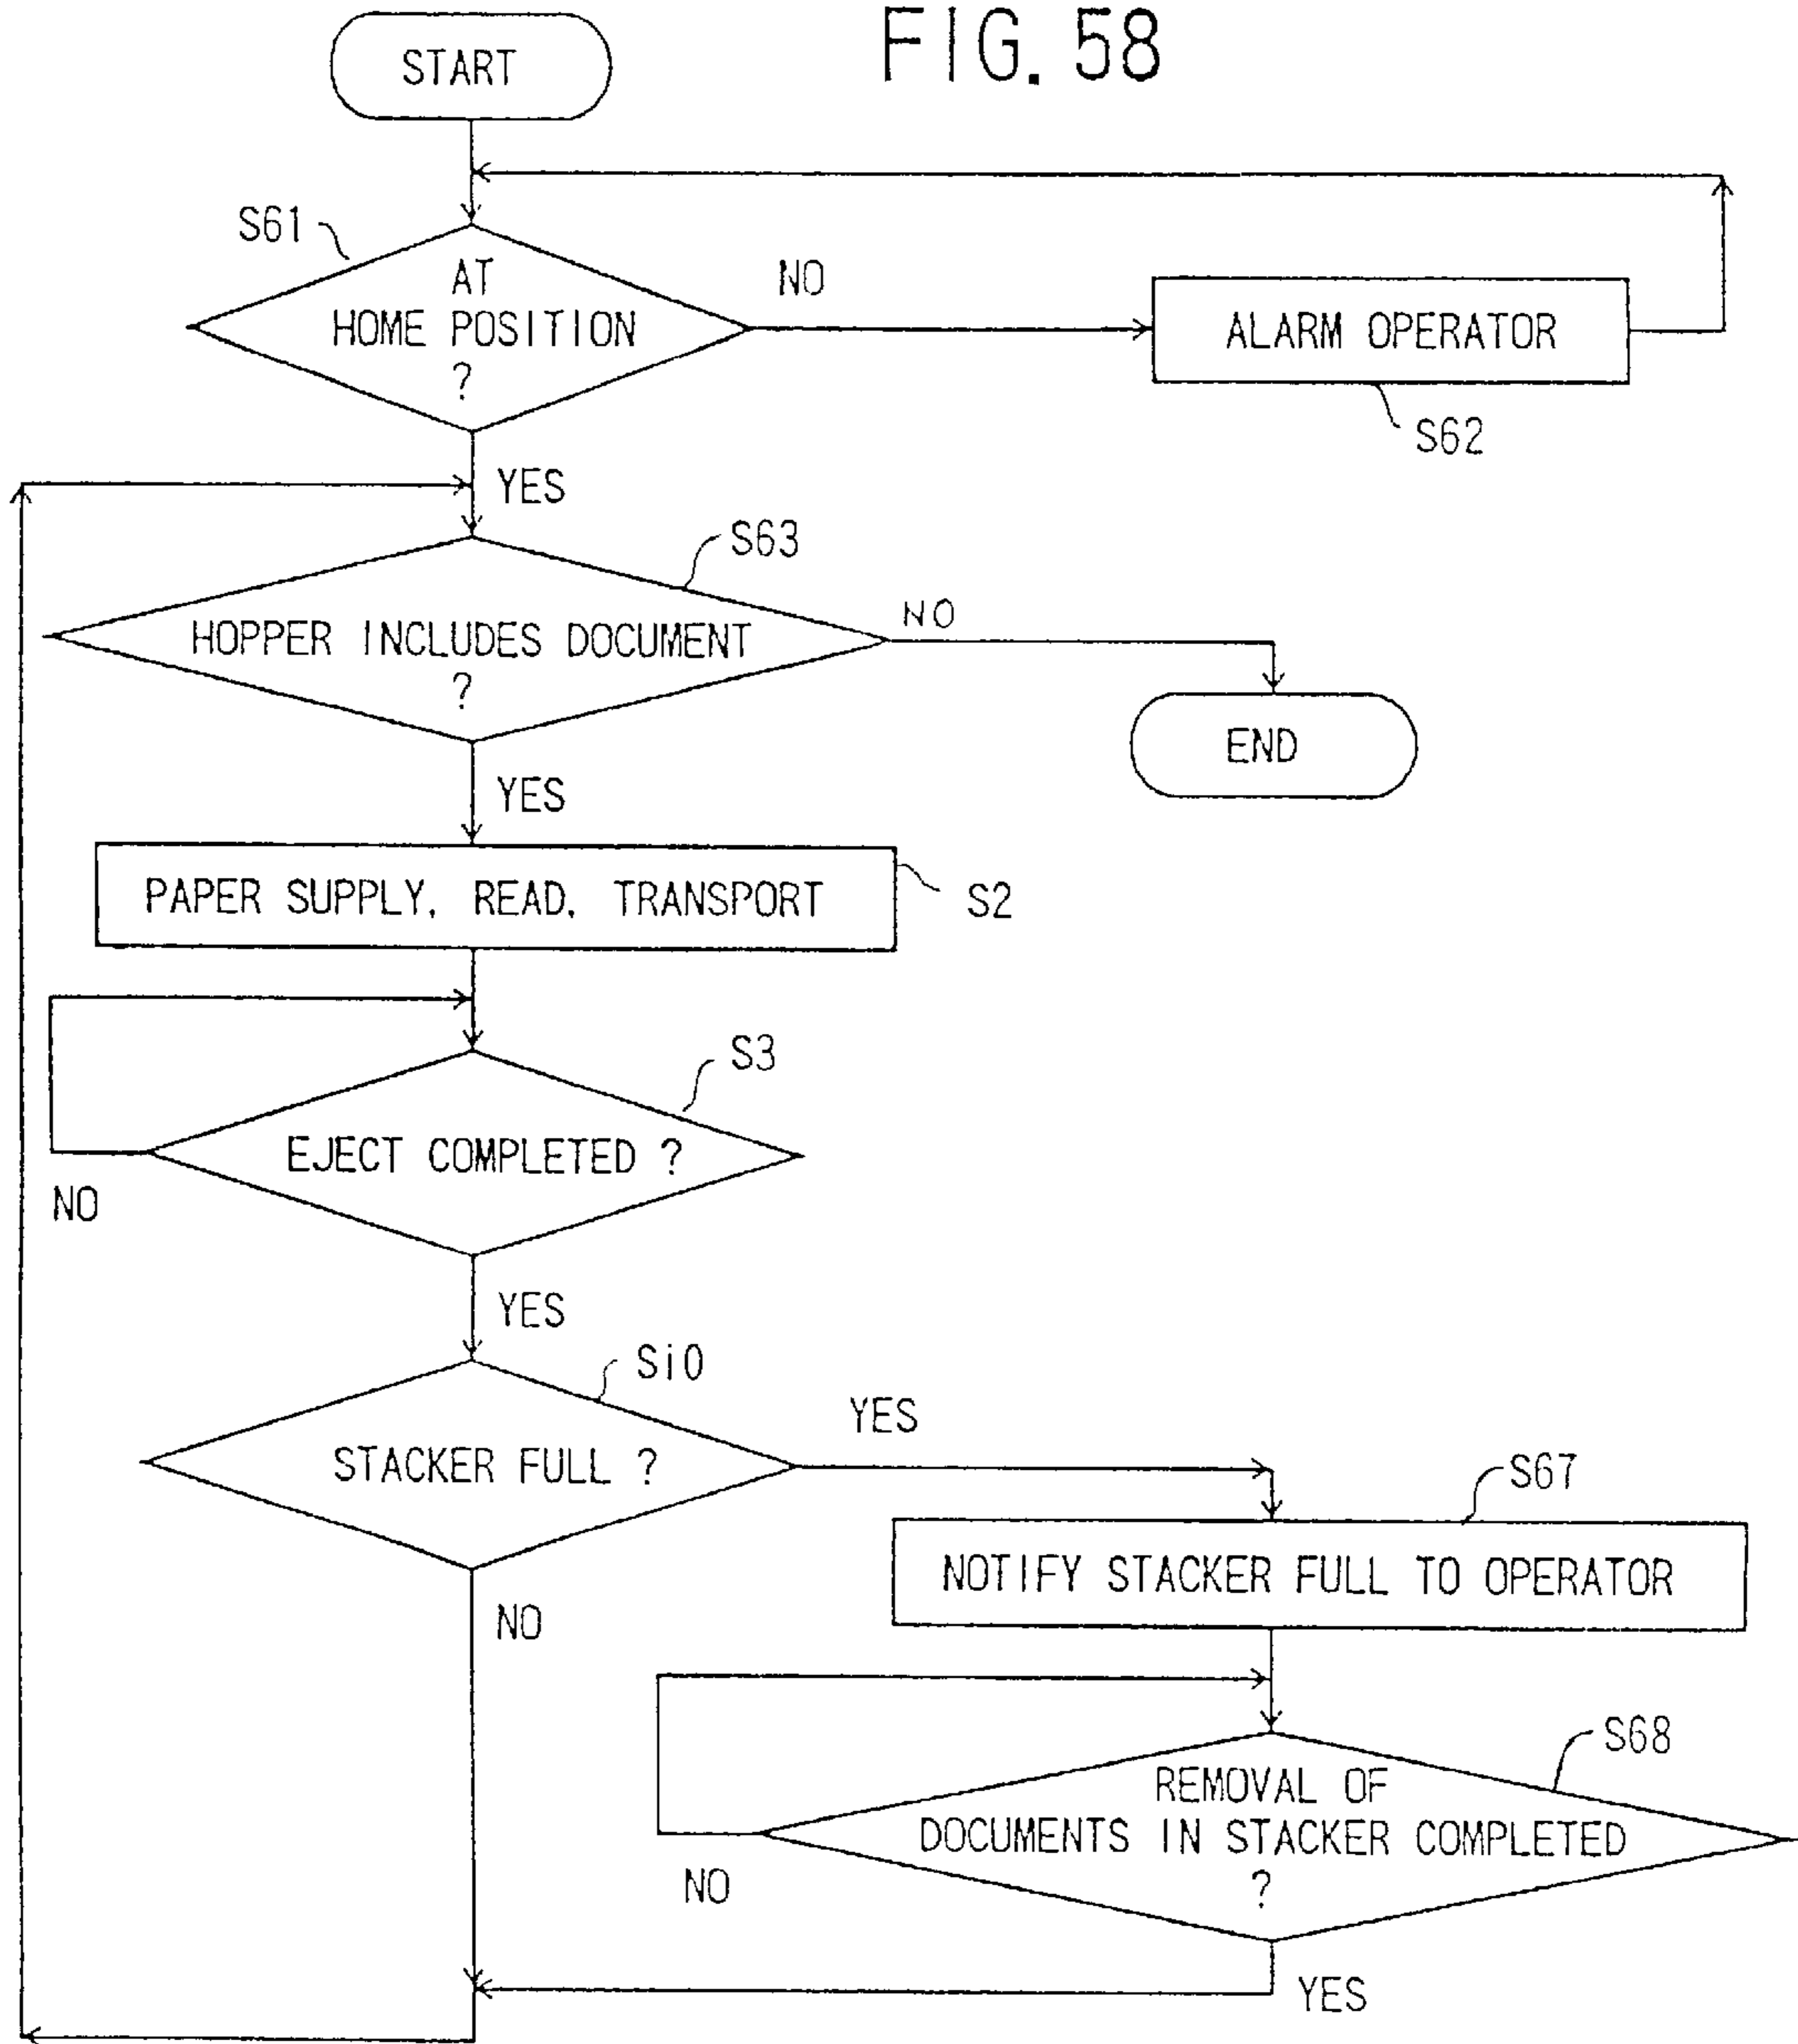 FIG. 58
START
S61
AT
HOME POSITION
?
NO
ALARM OPERATOR
S62
YES
S63
HOPPER INCLUDES DOCUMENT
?
NO
END
YES
PAPER SUPPLY, READ, TRANSPORT
S2
S3
EJECT COMPLETED ?
NO
YES
Si0
STACKER FULL ?
YES
S67
NOTIFY STACKER FULL TO OPERATOR
NO
S68
REMOVAL OF
DOCUMENTS IN STACKER COMPLETED
?
NO
YES